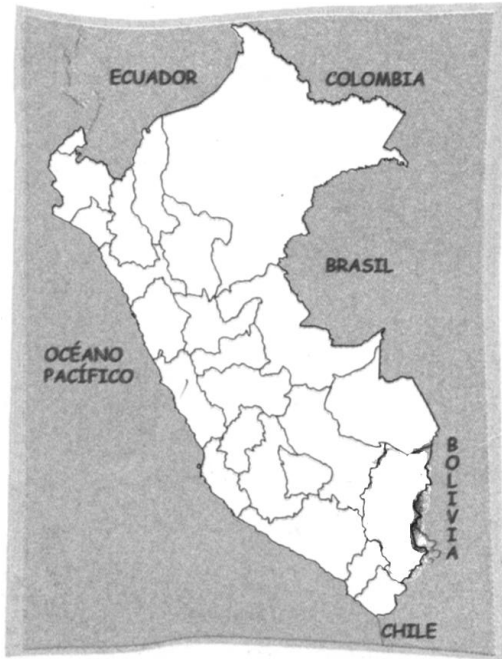 ECUADOR
COLOMBIA
BRASIL
OCÉANO
PACÍFICO
BOLIVIA
CHILE